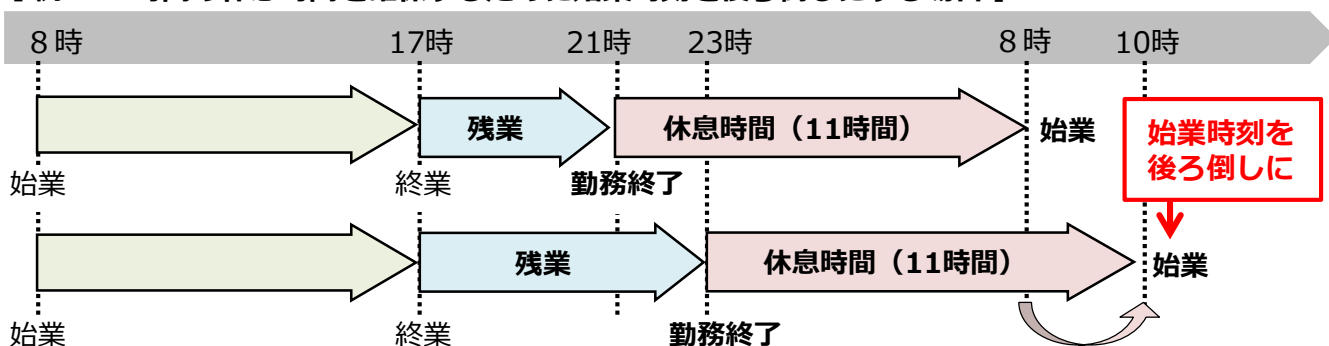 8時 17時 21時 23時 8時 10時
残業 休息時間（11時間） 始業
始業時刻を
後ろ倒しに
始業 終業 勤務終了
残業 休息時間（11時間） 始業
始業 終業 勤務終了